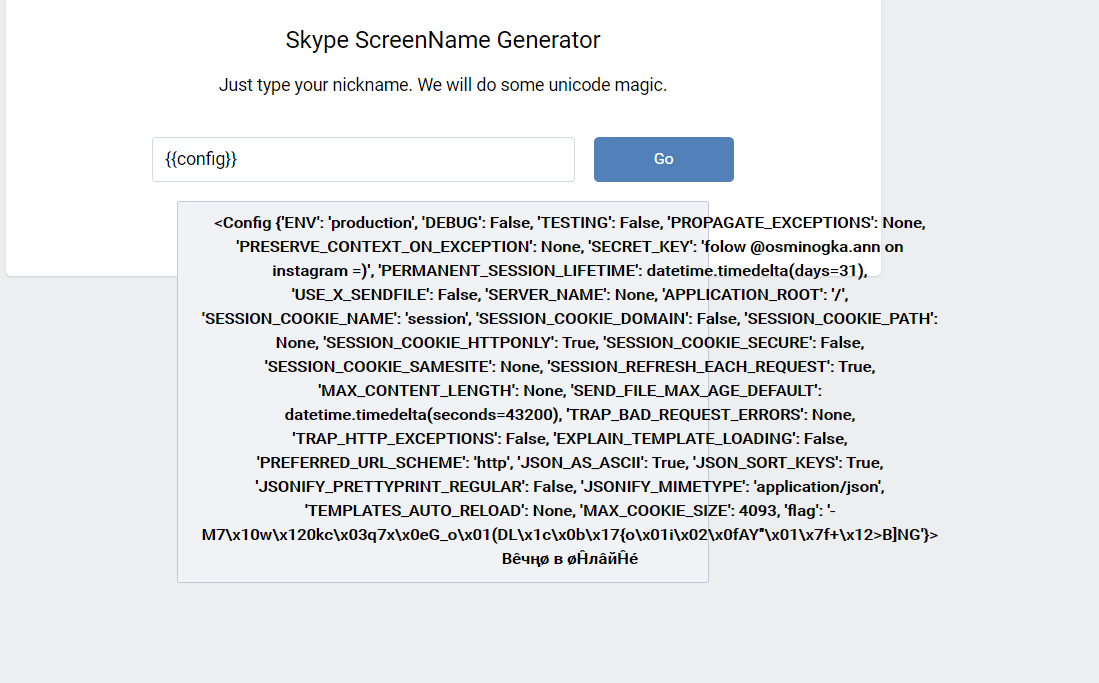 Skype ScreenName Generator
Just type your nickname. We will do some unicode magic.
{{config}}
Go
<Config {'ENV': 'production', 'DEBUG': False, 'TESTING': False, 'PROPAGATE_EXCEPTIONS': None,
'PRESERVE_CONTEXT_ON_EXCEPTION': None, 'SECRET_KEY': 'folow @osminogka.ann on
instagram =)', 'PERMANENT_SESSION_LIFETIME': datetime.timedelta(days=31),
'USE_X_SENDFILE': False, 'SERVER_NAME': None, 'APPLICATION_ROOT': '/',
'SESSION_COOKIE_NAME': 'session', 'SESSION_COOKIE_DOMAIN': False, 'SESSION_COOKIE_PATH':
None, 'SESSION_COOKIE_HTTPONLY': True, 'SESSION_COOKIE_SECURE': False,
'SESSION_COOKIE_SAMESITE': None, 'SESSION_REFRESH_EACH_REQUEST': True,
'MAX_CONTENT_LENGTH': None, 'SEND_FILE_MAX_AGE_DEFAULT':
datetime.timedelta(seconds=43200), 'TRAP_BAD_REQUEST_ERRORS': None,
'TRAP_HTTP_EXCEPTIONS': False, 'EXPLAIN_TEMPLATE_LOADING': False,
'PREFERRED_URL_SCHEME': 'http', 'JSON_AS_ASCII': True, 'JSON_SORT_KEYS': True,
'JSONIFY_PRETTYPRINT_REGULAR': False, 'JSONIFY_MIMETYPE': 'application/json',
'TEMPLATES_AUTO_RELOAD': None, 'MAX_COOKIE_SIZE': 4093, 'flag': '-
M7\x10w\x120kc\x03q7x\x0eG_o\x01(DL\x1c\x0b\x17{o\x01i\x02\x0fAY"\x01\x7f+\x12>B]NG'}>
Bêчңø в øĤлâйĤé